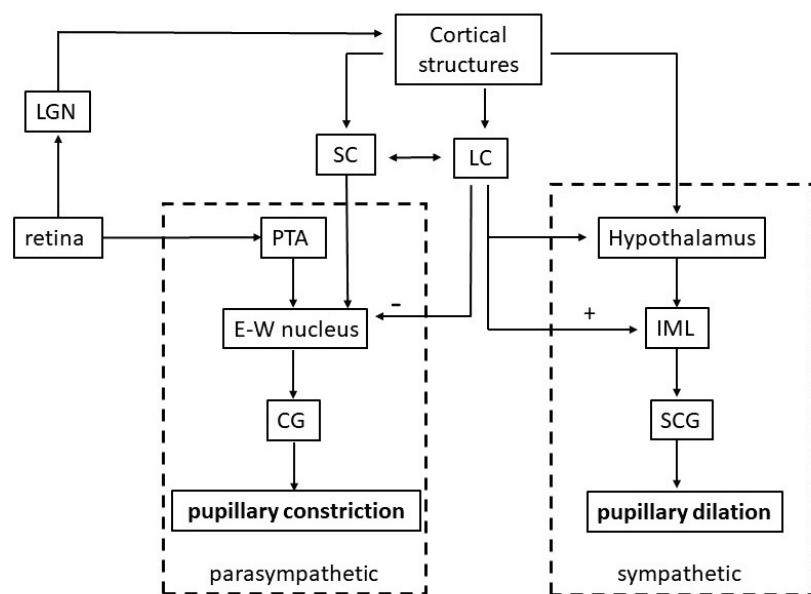 Cortical
structures
LGN
SC
LC
retina
PTA
Hypothalamus
-
+
E-W nucleus
IML
CG
SCG
pupillary constriction
pupillary dilation
parasympathetic
sympathetic